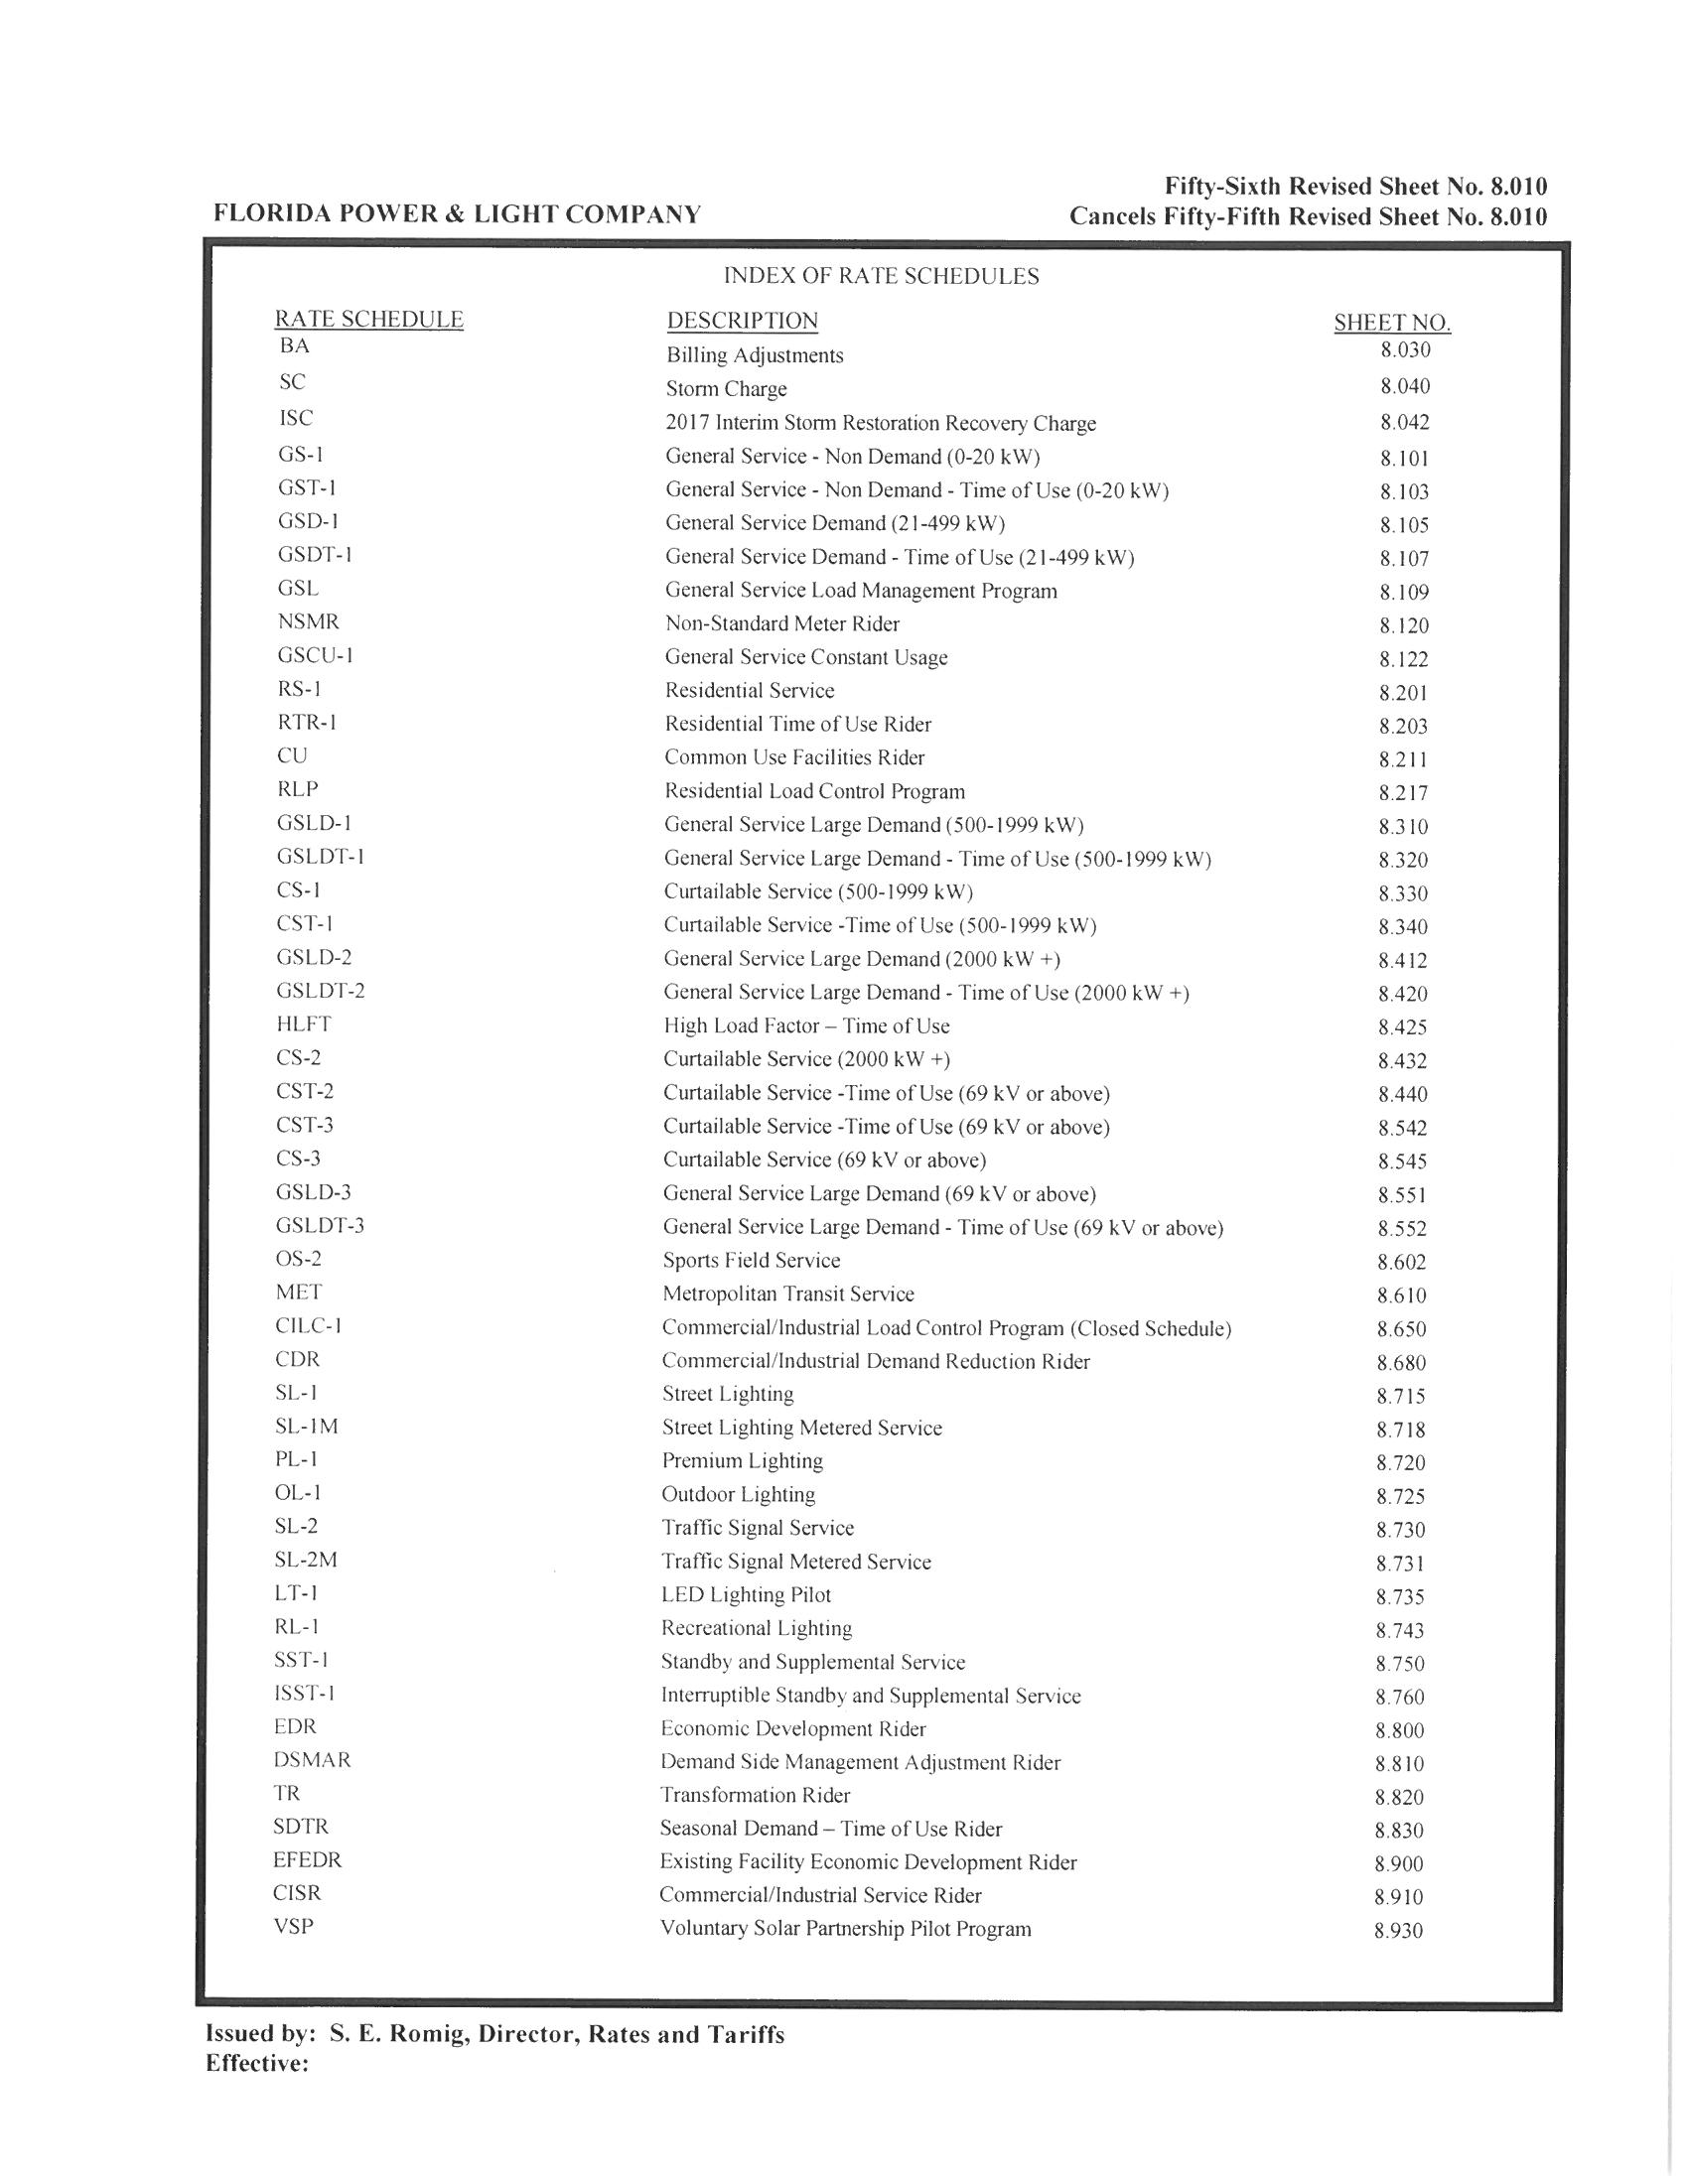 Fifty-Sixth Revised Sheet No. 8.010
FLORIDA POWER & LIGHT COMPANY Cancels Fifty-Fifth Revised Sheet No. 8.010
INDEX OF RATE SCHEDULES
RATE SCHEDULE DESCRIPTION SHEET NO.
BA Billing Adjustments 8.030
SC Storm Charge 8.040
ISC 2017 Interim Storm Restoration Recovery Charge 8.042
GS-1 General Service - Non Demand (0-20 kW) 8.101
GST-1 General Service - Non Demand - Time of Use (0-20 kW) 8.103
GSD-1 General Service Demand (21-499 kW) 8.105
GSDT-1 General Service Demand - Time of Use (21-499 kW) 8.107
GSL General Service Load Management Program 8.109
NSMR Non-Standard Meter Rider 8.120
GSCU-1 General Service Constant Usage 8.122
RS-1 Residential Service 8.201
RTR-1 Residential Time of Use Rider 8.203
CU Common Use Facilities Rider 8.211
RLP Residential Load Control Program 8.217
GSLD-1 General Service Large Demand (500-1999 kW) 8.310
GSLDT-1 General Service Large Demand - Time of Use (500-1999 kW) 8.320
CS-1 Curtailable Service (500-1999 kW) 8.330
CST-1 Curtailable Service -Time of Use (500-1999 kW) 8.340
GSLD-2 General Service Large Demand (2000 kW +) 8.412
GSLDT-2 General Service Large Demand - Time of Use (2000 kW +) 8.420
HLFT High Load Factor – Time of Use 8.425
CS-2 Curtailable Service (2000 kW +) 8.432
CST-2 Curtailable Service -Time of Use (69 kV or above) 8.440
CST-3 Curtailable Service -Time of Use (69 kV or above) 8.542
CS-3 Curtailable Service (69 kV or above) 8.545
GSLD-3 General Service Large Demand (69 kV or above) 8.551
GSLDT-3 General Service Large Demand - Time of Use (69 kV or above) 8.552
OS-2 Sports Field Service 8.602
MET Metropolitan Transit Service 8.610
CILC-1 Commercial/Industrial Load Control Program (Closed Schedule) 8.650
CDR Commercial/Industrial Demand Reduction Rider 8.680
SL-1 Street Lighting 8.715
SL-1M Street Lighting Metered Service 8.718
PL-1 Premium Lighting 8.720
OL-1 Outdoor Lighting 8.725
SL-2 Traffic Signal Service 8.730
SL-2M Traffic Signal Metered Service 8.731
LT-1 LED Lighting Pilot 8.735
RL-1 Recreational Lighting 8.743
SST-1 Standby and Supplemental Service 8.750
ISST-1 Interruptible Standby and Supplemental Service 8.760
EDR Economic Development Rider 8.800
DSMAR Demand Side Management Adjustment Rider 8.810
TR Transformation Rider 8.820
SDTR Seasonal Demand – Time of Use Rider 8.830
EFEDR Existing Facility Economic Development Rider 8.900
CISR Commercial/Industrial Service Rider 8.910
VSP Voluntary Solar Partnership Pilot Program 8.930
Issued by: S. E. Romig, Director, Rates and Tariffs
Effective: